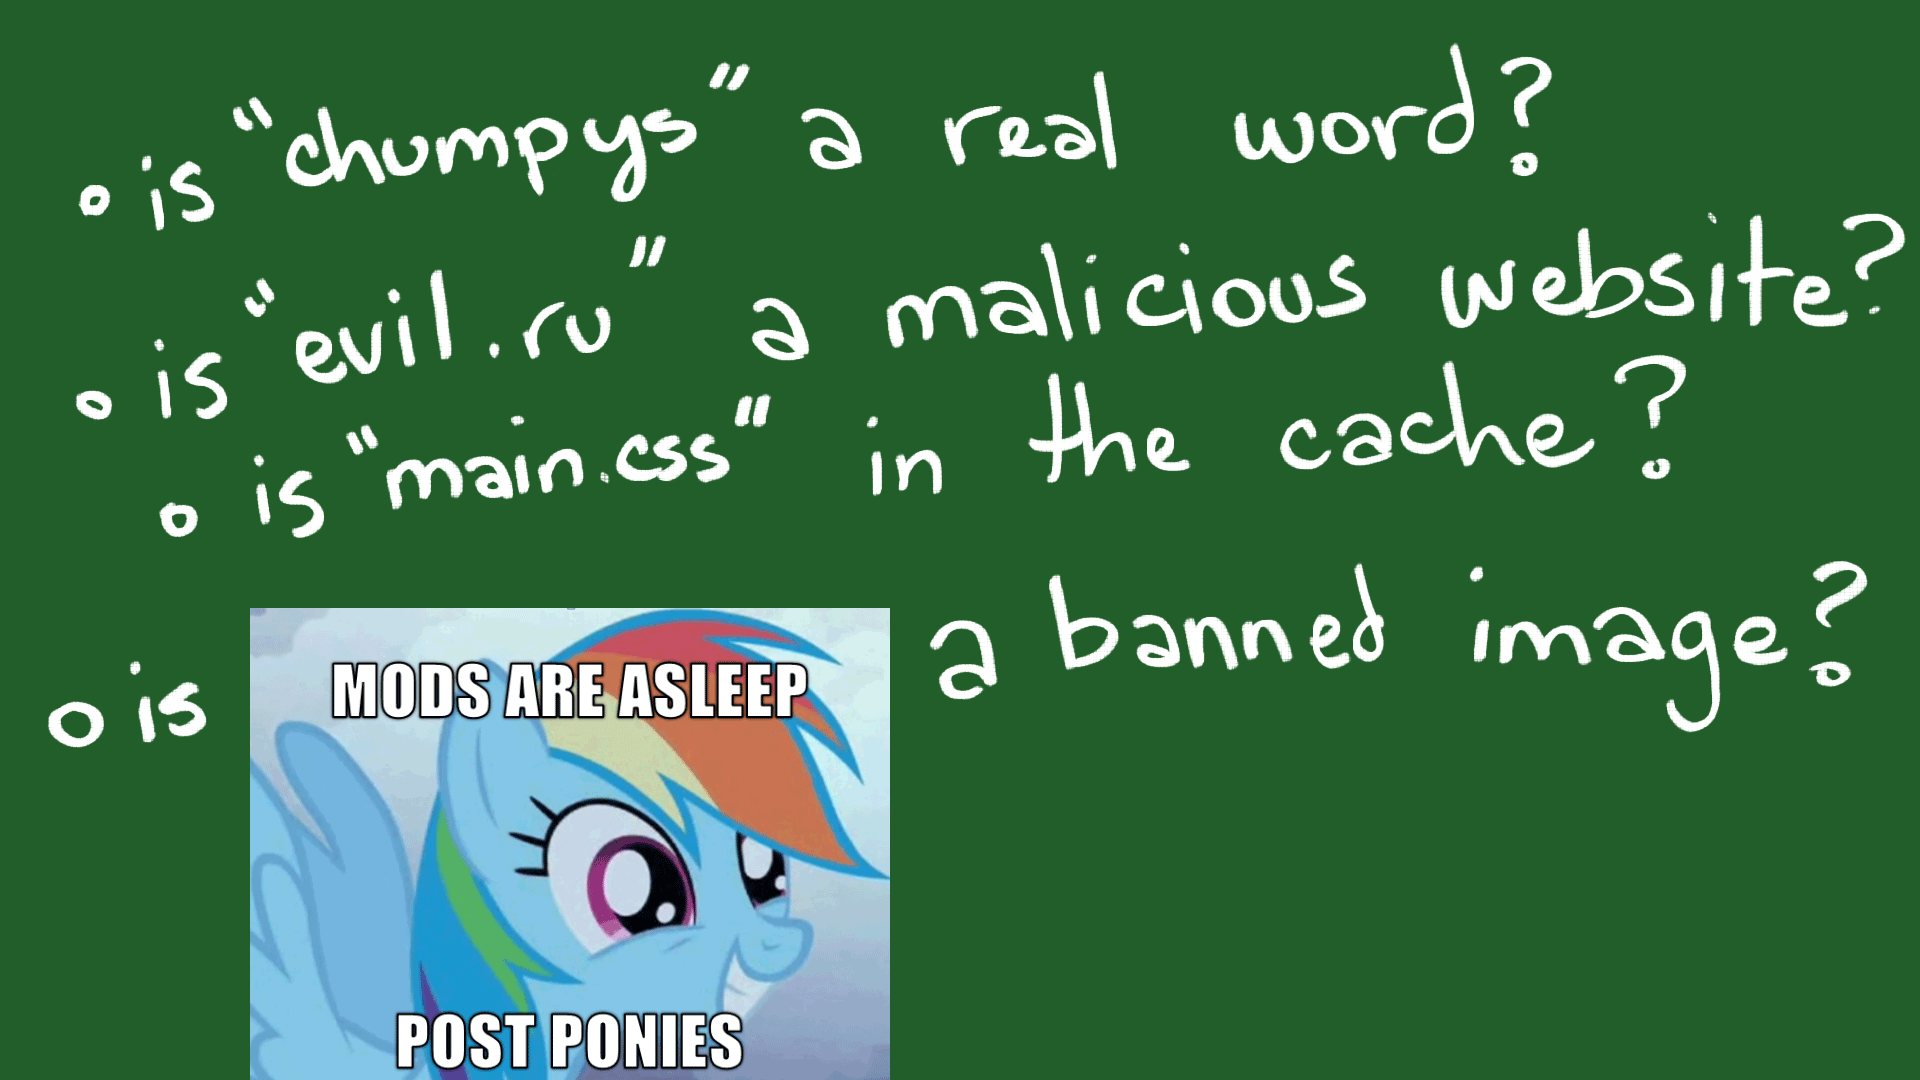 is "chumpys" a real word?
is "evil.ru" a malicious website?
is "main.css" in the cache?
is a banned image?
MODS ARE ASLEEP
POST PONIES